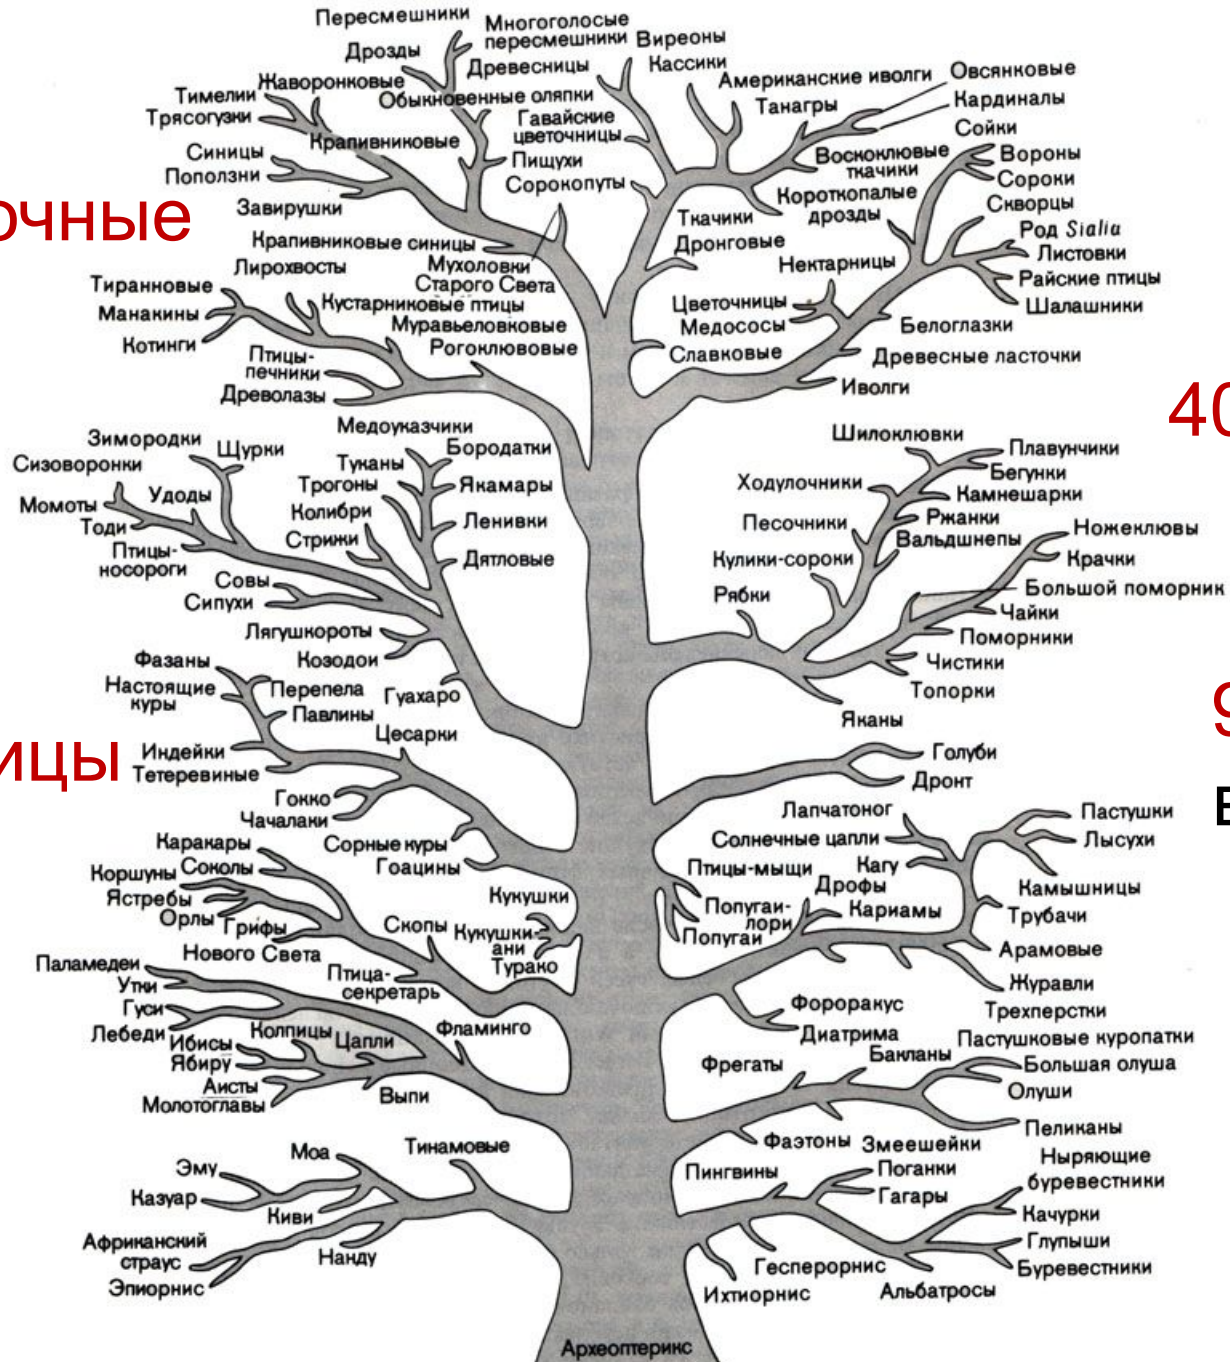 Пересмешники
Многоголосые
пересмешники
Виреоны
Дрозды
Древесницы
Кассики
Американские иволги
Овсянковые
Жаворонковые
Тимелии
Обыкновенные оляпки
Танагры
Кардиналы
Трясогузки
Гавайские
цветочницы
Сойки
Крапивниковые
Синицы
Пищухи
Воскоклювые
ткачики
Вороны
Поползни
Сорокопуты
Сороки
Короткопалые
дрозды
Завирушки
Ткачики
Скворцы
очные
Род Sialia
Крапивниковые синицы
Дронговые
Листовки
Лирохвосты
Мухоловки
Старого Света
Нектарницы
Райские птицы
Тиранновые
Кустарниковые птицы
Цветочницы
Шалашники
Манакины
Муравьеловковые
Медососы
Белоглазки
Котинги
Рогоклювовые
Славковые
Древесные ласточки
Птицы-
печники
Иволги
Древолазы
40
Медоуказчики
Шилоклювки
Зимородки
Щурки
Бородатки
Плавунчики
Сизоворонки
Туканы
Бегунки
Трогоны
Якамары
Ходулочники
Камнешарки
Момоты
Удоды
Колибри
Ленивки
Песочники
Ржанки
Ножеклювы
Тоди
Стрижи
Вальдшнепы
Птицы-
носороги
Дятловые
Кулики-сороки
Крачки
Совы
Рябки
Большой поморник
Сипухи
Чайки
Лягушкороты
Поморники
Фазаны
Козодои
Чистики
Настоящие
куры
Перепела
Гуахаро
Топорки
Павлины
Яканы
9
ицы
Цесарки
Индейки
Голуби
Тетеревиные
Дронт
в
Гокко
Лапчатоног
Пастушки
Чачалаки
Солнечные цапли
Лысухи
Каракары
Сорные куры
Коршуны
Соколы
Гоацины
Птицы-мыши
Кагу
Ястребы
Кукушки
Дрофы
Камышницы
Орлы
Попугаи-
лори
Кариамы
Трубачи
Грифы
Нового Света
Скопы
Кукушки-
ани
Попугаи
Арамовые
Паламедеи
Птица-
секретарь
Турако
Журавли
Утки
Гуси
Фороракус
Трехперстки
Лебеди
Колпицы
Фламинго
Диатрима
Пастушковые куропатки
Ибисы
Цапли
Бакланы
Ябиру
Фрегаты
Большая олуша
Аисты
Выпи
Олуши
Молотоглавы
Пеликаны
Моа
Тинамовые
Фаэтоны
Змеешейки
Эму
Пингвины
Поганки
Ныряющие
буревестники
Казуар
Гагары
Киви
Качурки
Африканский
страус
Нанду
Глупыши
Гесперорнис
Буревестники
Эпиорнис
Ихтиорнис
Альбатросы
Археоптерикс